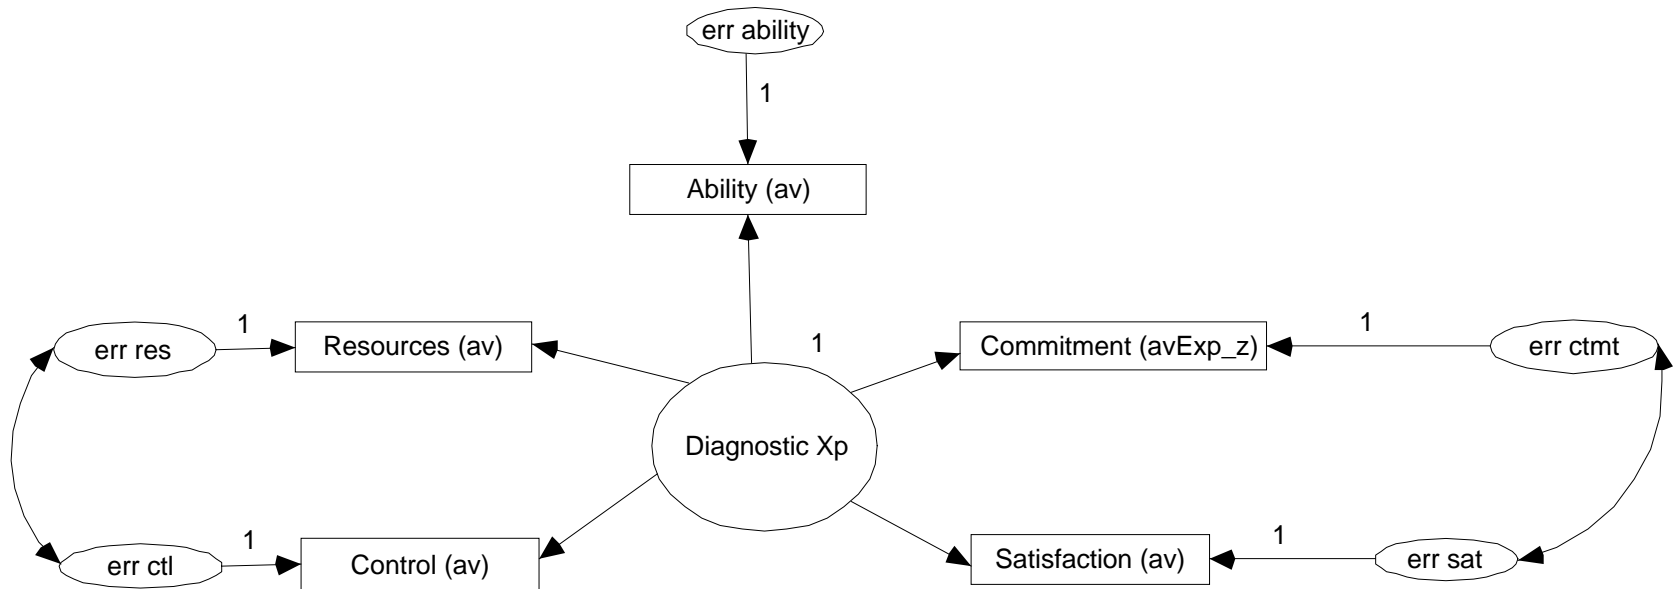 err ability
1
Ability (av)
err res
1
Resources (av)
1
Commitment (avExp_z)
1
err ctmt
Diagnostic Xp
err ctl
1
Control (av)
Satisfaction (av)
1
err sat